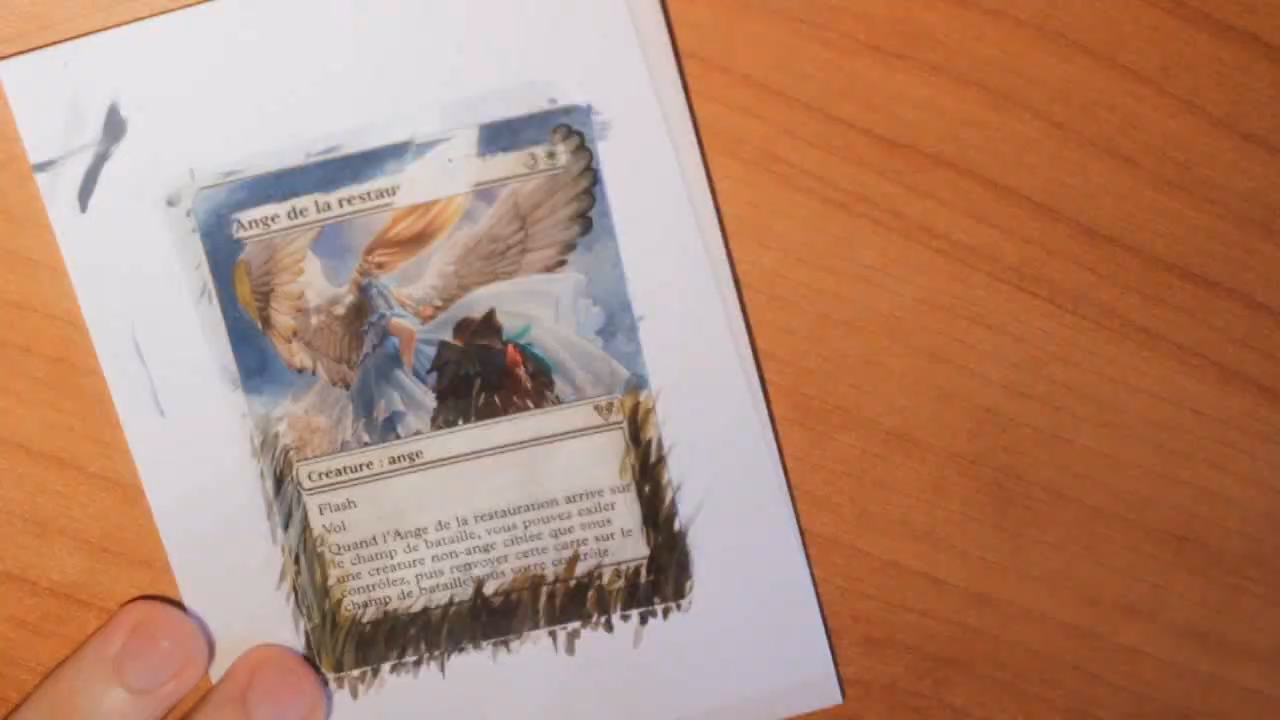 Ange de la restau
3
Créature : ange
Flash
Vol
Quand l'Ange de la restauration arrive sur
le champ de bataille, vous pouvez exiler
une créature non-ange ciblée que vous
contrôlez, puis renvoyer cette carte sur le
champ de bataille sous votre contrôle.